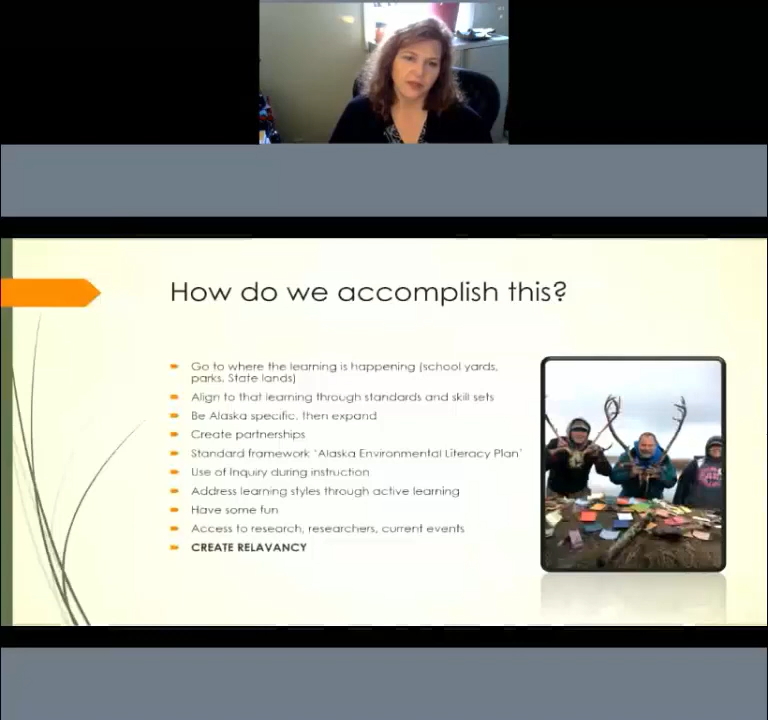 How do we accomplish this?
Go to where the learning is happening (school yards,
parks, State lands)
Align to that learning through standards and skill sets
Be Alaska specific, then expand
Create partnerships
Standard framework ‘Alaska Environmental Literacy Plan’
Use of Inquiry during instruction
Address learning styles through active learning
Have some fun
Access to research, researchers, current events
CREATE RELAVANCY